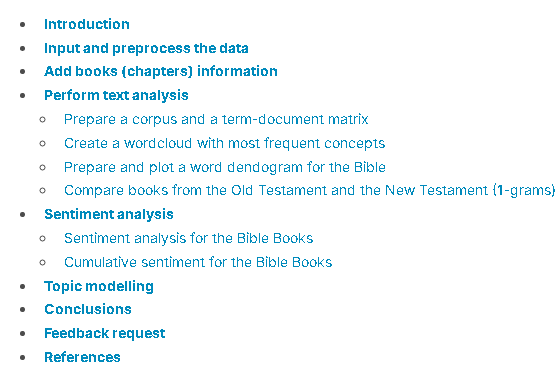 Introduction
Input and preprocess the data
Add books (chapters) information
Perform text analysis
Prepare a corpus and a term-document matrix
Create a wordcloud with most frequent concepts
Prepare and plot a word dendogram for the Bible
Compare books from the Old Testament and the New Testament (1-grams)
Sentiment analysis
Sentiment analysis for the Bible Books
Cumulative sentiment for the Bible Books
Topic modelling
Conclusions
Feedback request
References